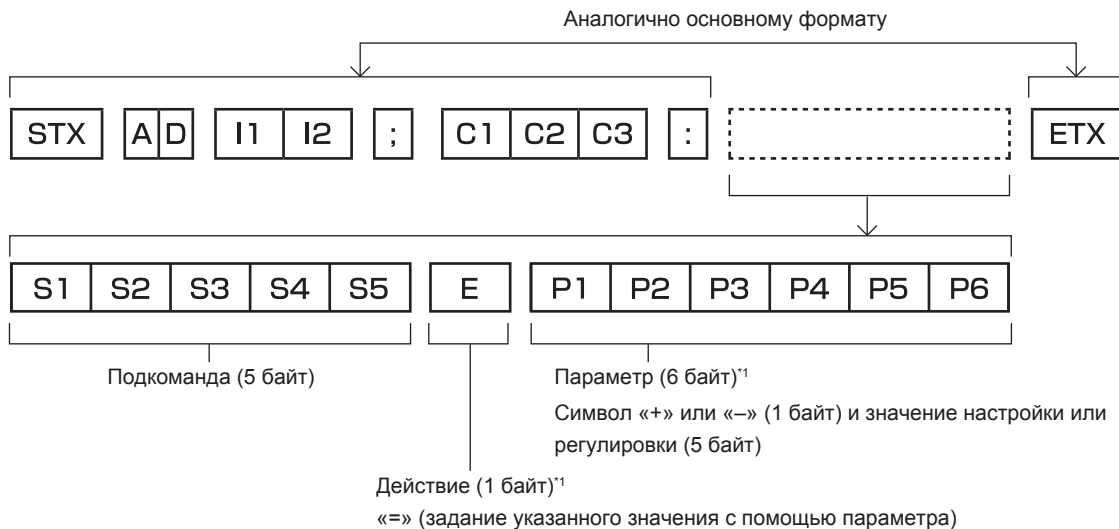 Аналогично основному формату
STX AD I1 I2 ; C1 C2 C3 : ETX
S1 S2 S3 S4 S5 E P1 P2 P3 P4 P5 P6
Подкоманда (5 байт)
Параметр (6 байт)*1
Символ «+» или «–» (1 байт) и значение настройки или
регулировки (5 байт)
Действие (1 байт)*1
«=» (задание указанного значения с помощью параметра)